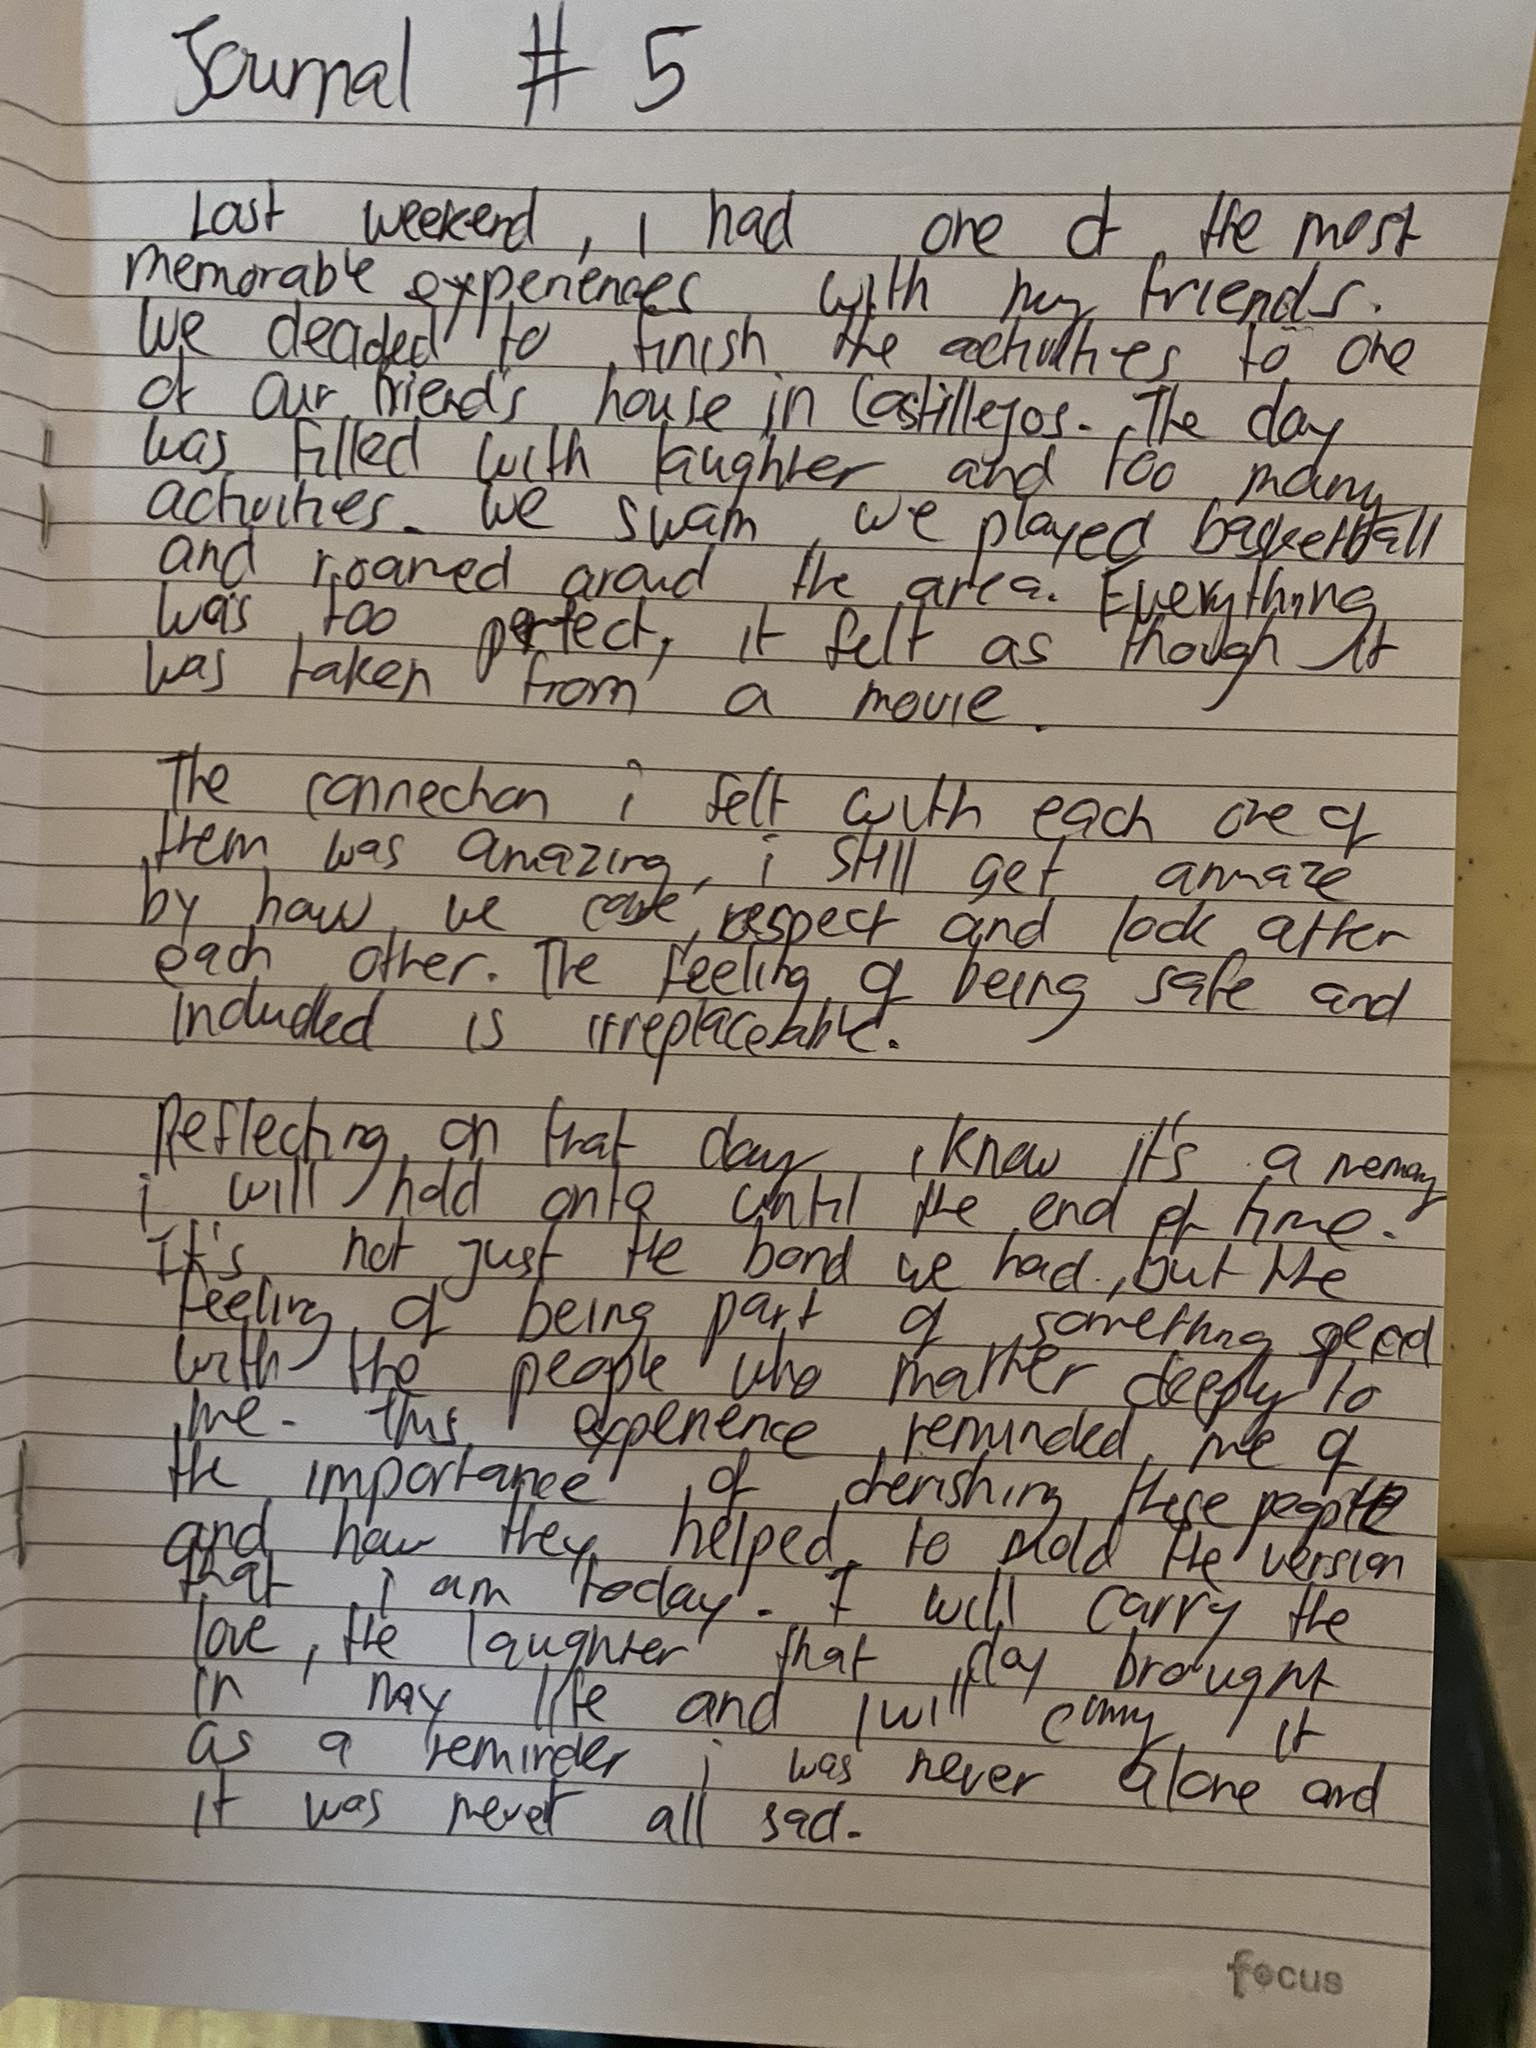 Journal # 5
Last weekend, i had one of the most
memorable experiences with my friends.
We decided to finish the activities to one
of our friend's house in Castillejos. The day
was filled with laughter and too many
activities. We swam, we played basketball
and roamed aroud the area. Everything
was too perfect, it felt as though it
was taken from a movie.
The connection i felt with each one of
them was amazing, i still get amaze
by how we care, respect and look after
each other. The feeling of being safe and
included is irreplaceable.
Reflecting on that day, i know it's a memory
i will hold onto until the end of time.
It's not just the bond we had, but the
feeling of being part of something special
with the people who matter deeply to
me. This experience reminded me of
the importance of cherishing these people
and how they helped to mold the version
that i am today. I will carry the
love, the laughter that day brought
in my life and i will carry it
as a reminder i was never alone and
it was never all sad.
focus